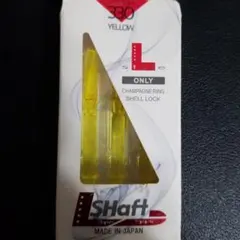 330
YELLOW
L
ONLY
CHAMPAGNE RING
SHELL LOCK
L SHaft
MADE IN JAPAN